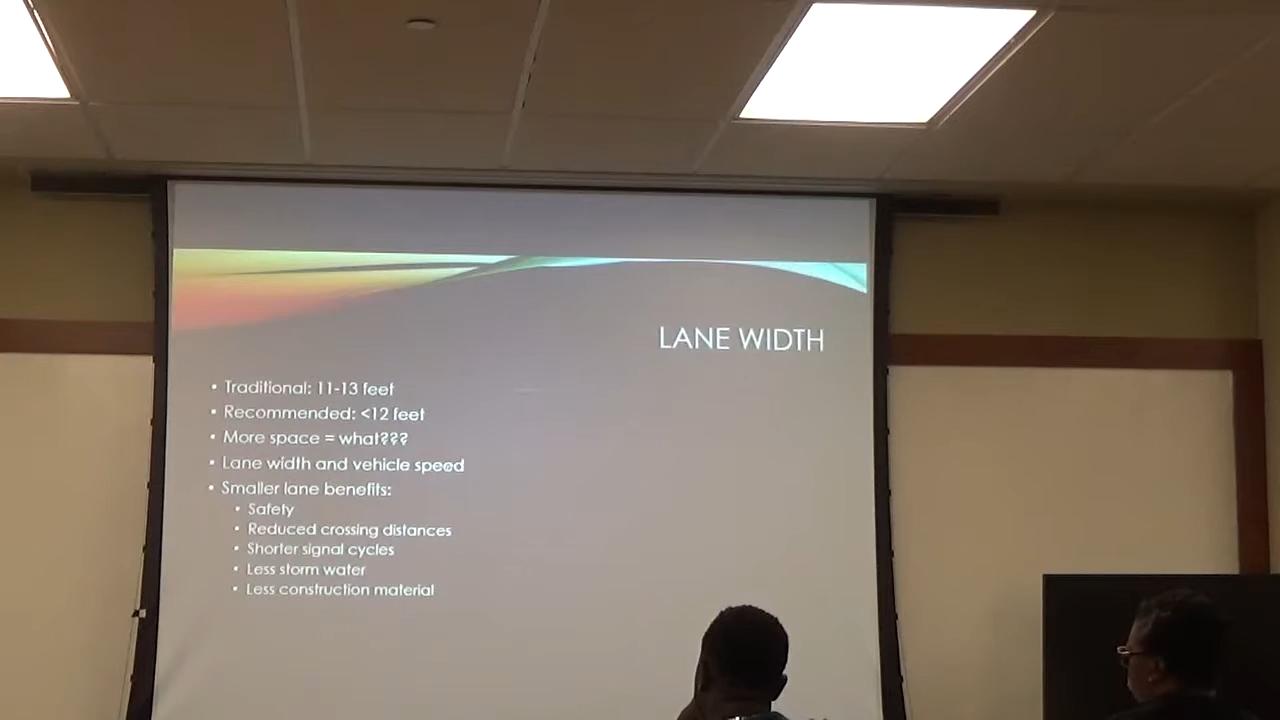 LANE WIDTH
• Traditional: 11-13 feet
• Recommended: <12 feet
• More space = what???
• Lane width and vehicle speed
• Smaller lane benefits:
• Safety
• Reduced crossing distances
• Shorter signal cycles
• Less storm water
• Less construction material